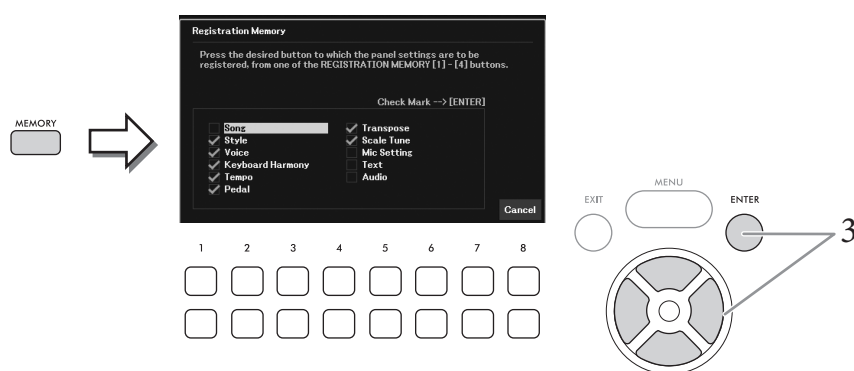 Registration Memory
Press the desired button to which the panel settings are to be
registered, from one of the REGISTRATION MEMORY [1] - [4] buttons.
Check Mark --> [ENTER]
MEMORY
Song
Style
Voice
Keyboard Harmony
Tempo
Pedal
Transpose
Scale Tune
Mic Setting
Text
Audio
Cancel
EXIT
MENU
ENTER
3
1 2 3 4 5 6 7 8